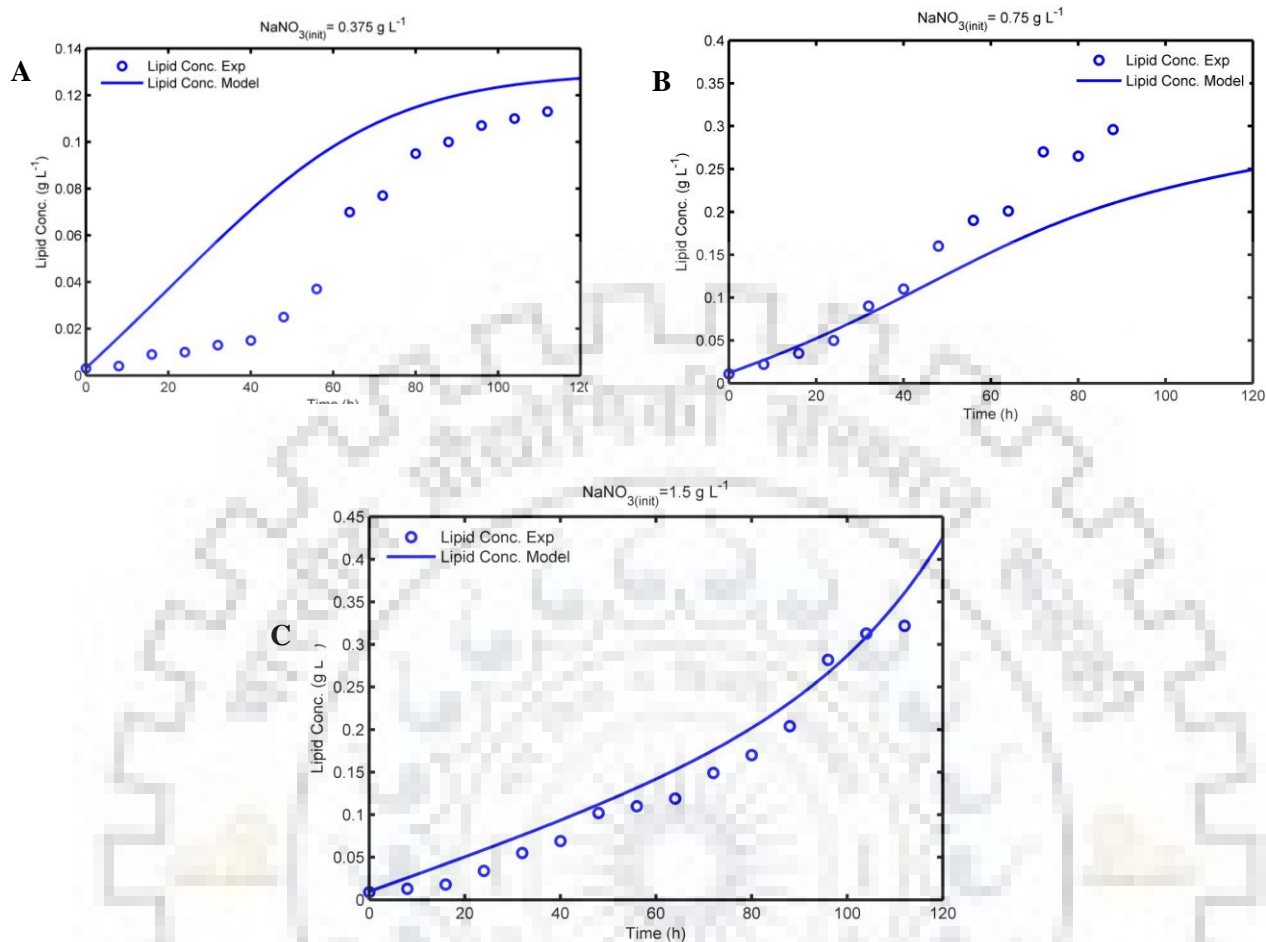 NaNO3(init)= 0.375 g L-1
A
0.14
0.12
0.1
0.08
0.06
0.04
0.02
0
Lipid Conc. (g L-1)
Lipid Conc. Exp
Lipid Conc. Model
0 20 40 60 80 100 120
Time (h)
NaNO3(init)= 0.75 g L-1
B
0.4
0.35
0.3
0.25
0.2
0.15
0.1
0.05
0
Lipid Conc. (g L-1)
Lipid Conc. Exp
Lipid Conc. Model
0 20 40 60 80 100 120
Time (h)
NaNO3(init)=1.5 g L-1
C
0.45
0.4
0.35
0.3
0.25
0.2
0.15
0.1
0.05
0
Lipid Conc. (g L )
Lipid Conc. Exp
Lipid Conc. Model
0 20 40 60 80 100 120
Time (h)